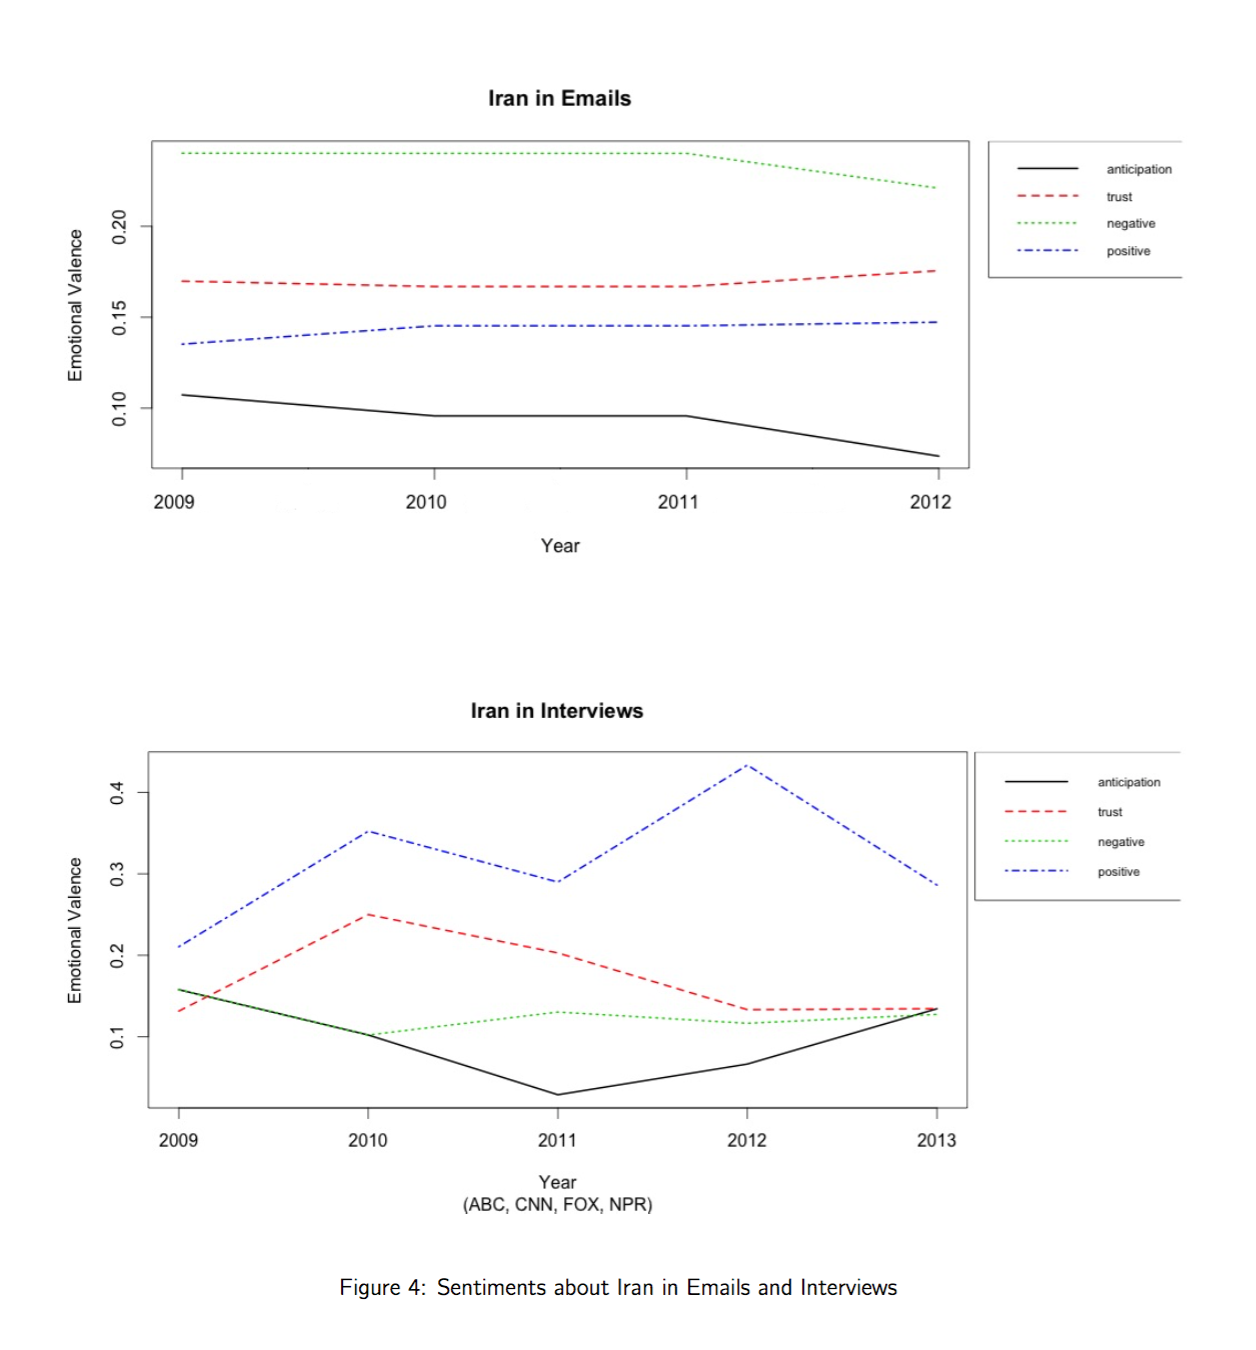 Iran in Emails
Emotional Valence
0.20
0.15
0.10
2009 2010 2011 2012
Year
anticipation
trust
negative
positive
Iran in Interviews
Emotional Valence
0.4
0.3
0.2
0.1
2009 2010 2011 2012 2013
Year
(ABC, CNN, FOX, NPR)
anticipation
trust
negative
positive
Figure 4: Sentiments about Iran in Emails and Interviews